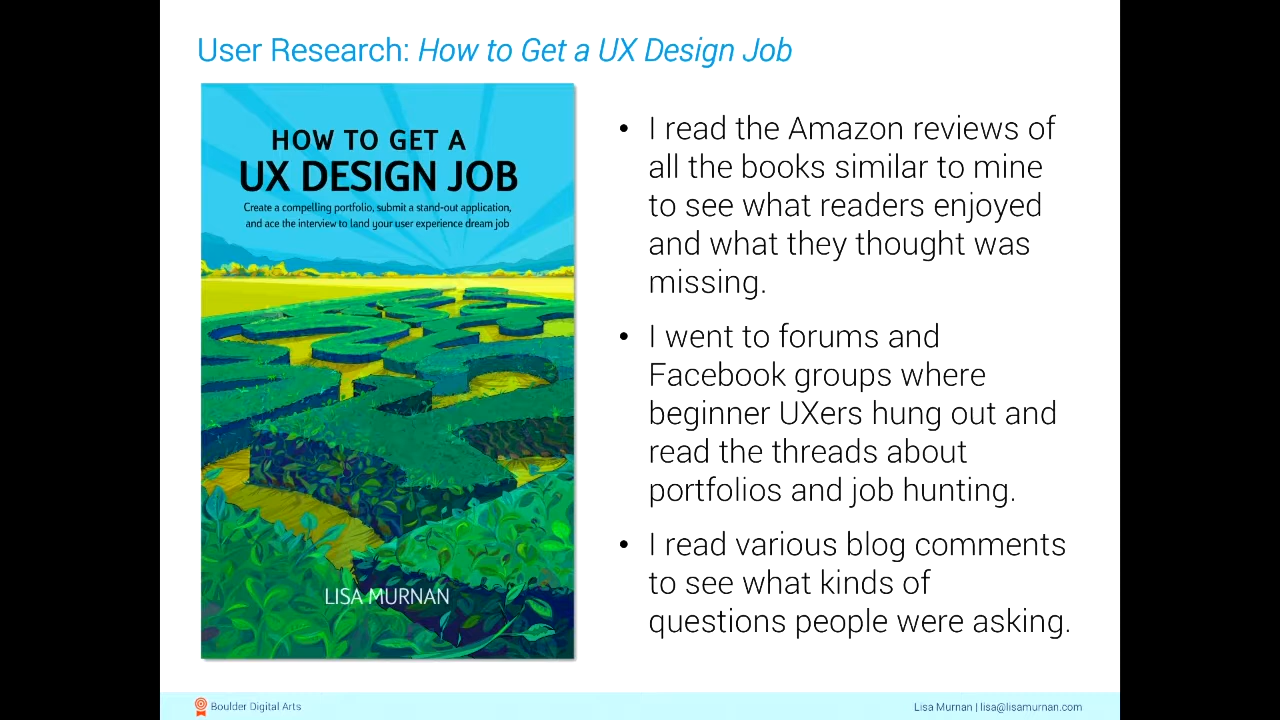 User Research: How to Get a UX Design Job
HOW TO GET A
UX DESIGN JOB
Create a compelling portfolio, submit a stand-out application,
and ace the interview to land your user experience dream job
LISA MURNAN
• I read the Amazon reviews of
all the books similar to mine
to see what readers enjoyed
and what they thought was
missing.
• I went to forums and
Facebook groups where
beginner UXers hung out and
read the threads about
portfolios and job hunting.
• I read various blog comments
to see what kinds of
questions people were asking.
Boulder Digital Arts
Lisa Murnan | lisa@lisamurnan.com